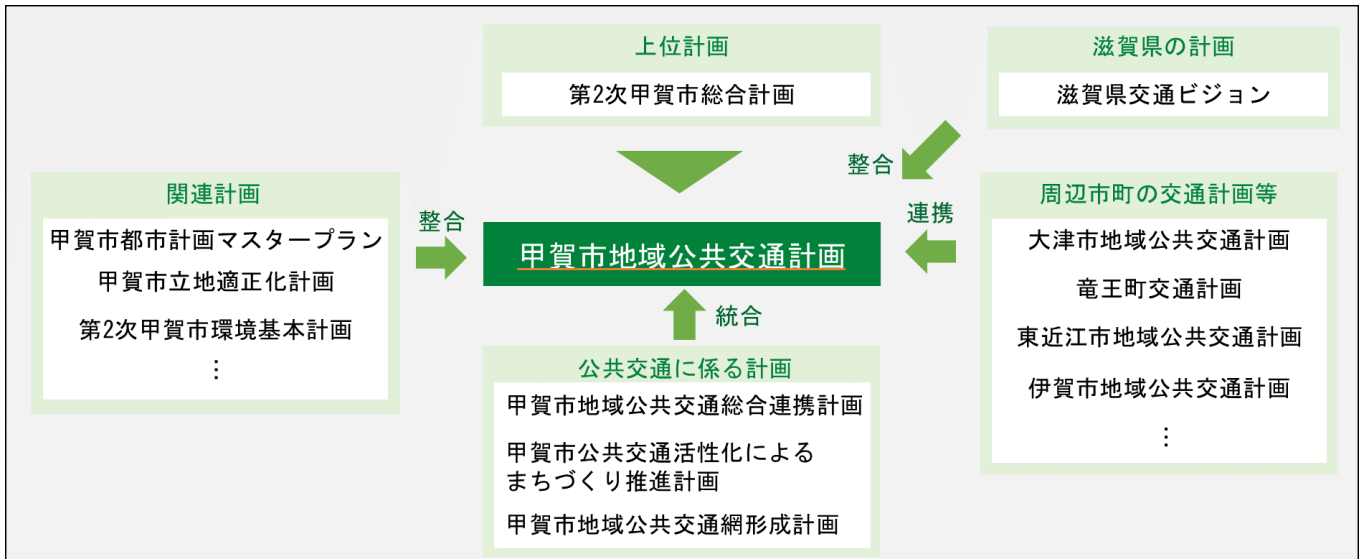 上位計画
第2次甲賀市総合計画
滋賀県の計画
滋賀県交通ビジョン
整合
関連計画
甲賀市都市計画マスタープラン
甲賀市立地適正化計画
第2次甲賀市環境基本計画
⋮
整合
甲賀市地域公共交通計画
連携
周辺市町の交通計画等
大津市地域公共交通計画
竜王町交通計画
東近江市地域公共交通計画
伊賀市地域公共交通計画
⋮
統合
公共交通に係る計画
甲賀市地域公共交通総合連携計画
甲賀市公共交通活性化による
まちづくり推進計画
甲賀市地域公共交通網形成計画